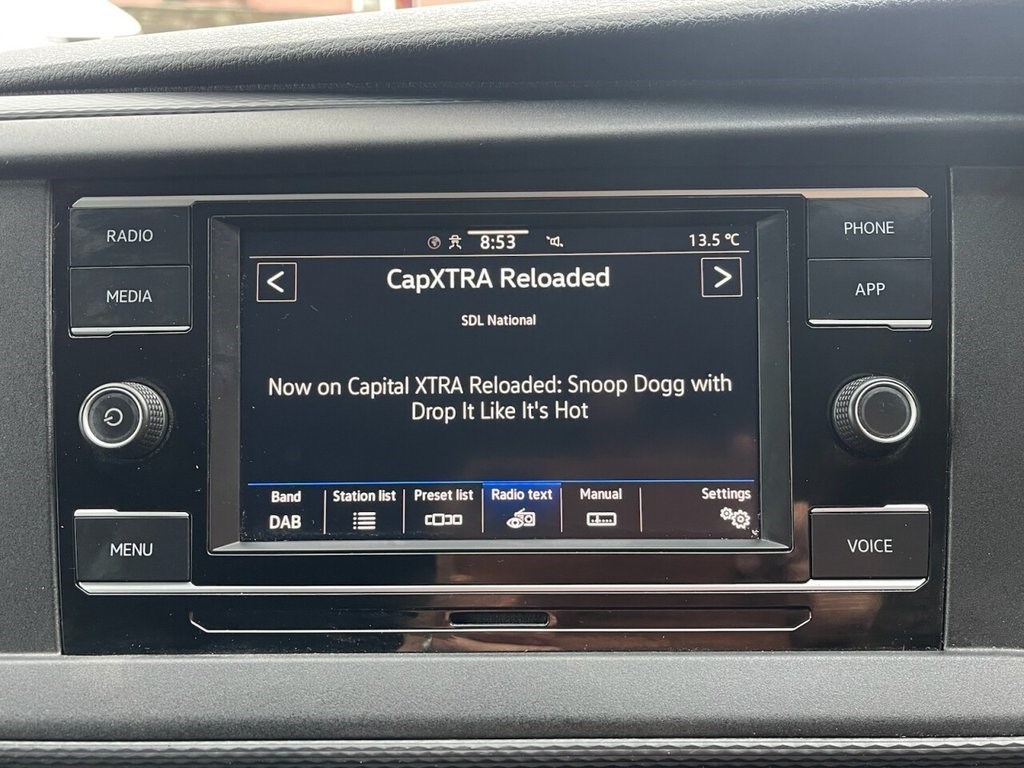 RADIO
MEDIA
MENU
8:53
13.5 °C
<
CapXTRA Reloaded
>
SDL National
Now on Capital XTRA Reloaded: Snoop Dogg with
Drop It Like It's Hot
Band
DAB
Station list
Preset list
Radio text
Manual
Settings
PHONE
APP
VOICE